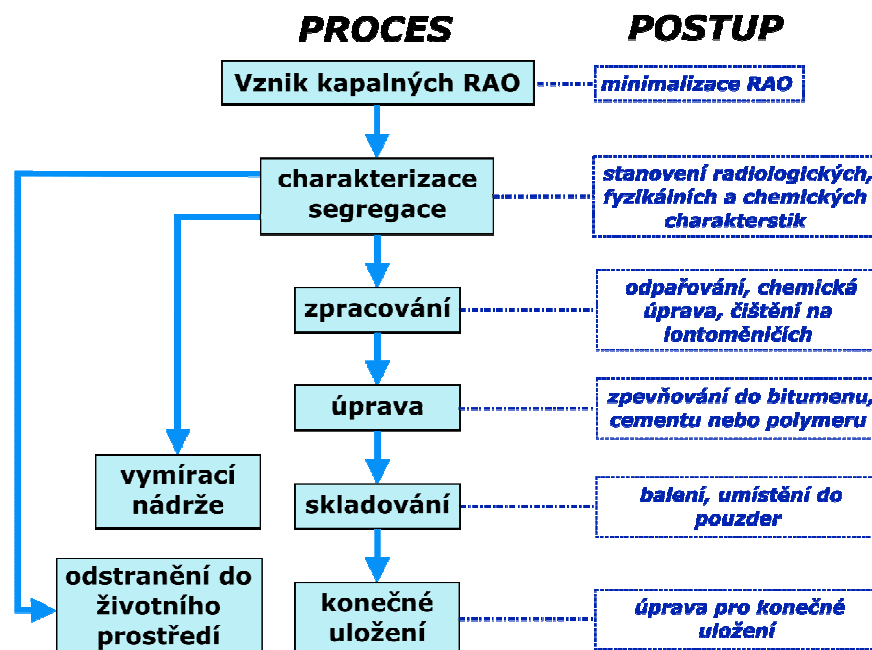 PROCES
POSTUP
Vznik kapalných RAO
minimalizace RAO
charakterizace
segregace
stanovení radiologických,
fyzikálních a chemických
charakterstik
zpracování
odpařování, chemická
úprava, čištění na
iontoměničích
úprava
zpevňování do bitumenu,
cementu nebo polymeru
vymírací
nádrže
skladování
balení, umístění do
pouzder
odstranění do
životního
prostředí
konečné
uložení
úprava pro konečné
uložení